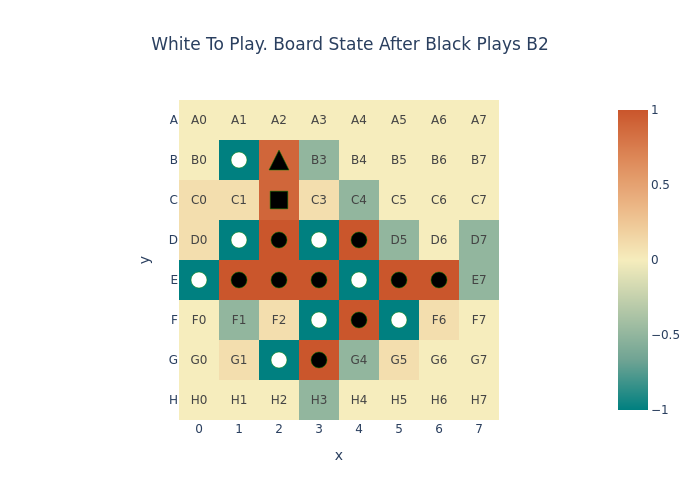 White To Play. Board State After Black Plays B2
A A0 A1 A2 A3 A4 A5 A6 A7
B B0 B3 B4 B5 B6 B7
C C0 C1 C3 C4 C5 C6 C7
D D0 D5 D6 D7
E E7
F F0 F1 F2 F6 F7
G G0 G1 G4 G5 G6 G7
H H0 H1 H2 H3 H4 H5 H6 H7
0 1 2 3 4 5 6 7
x
y
1
0.5
0
−0.5
−1